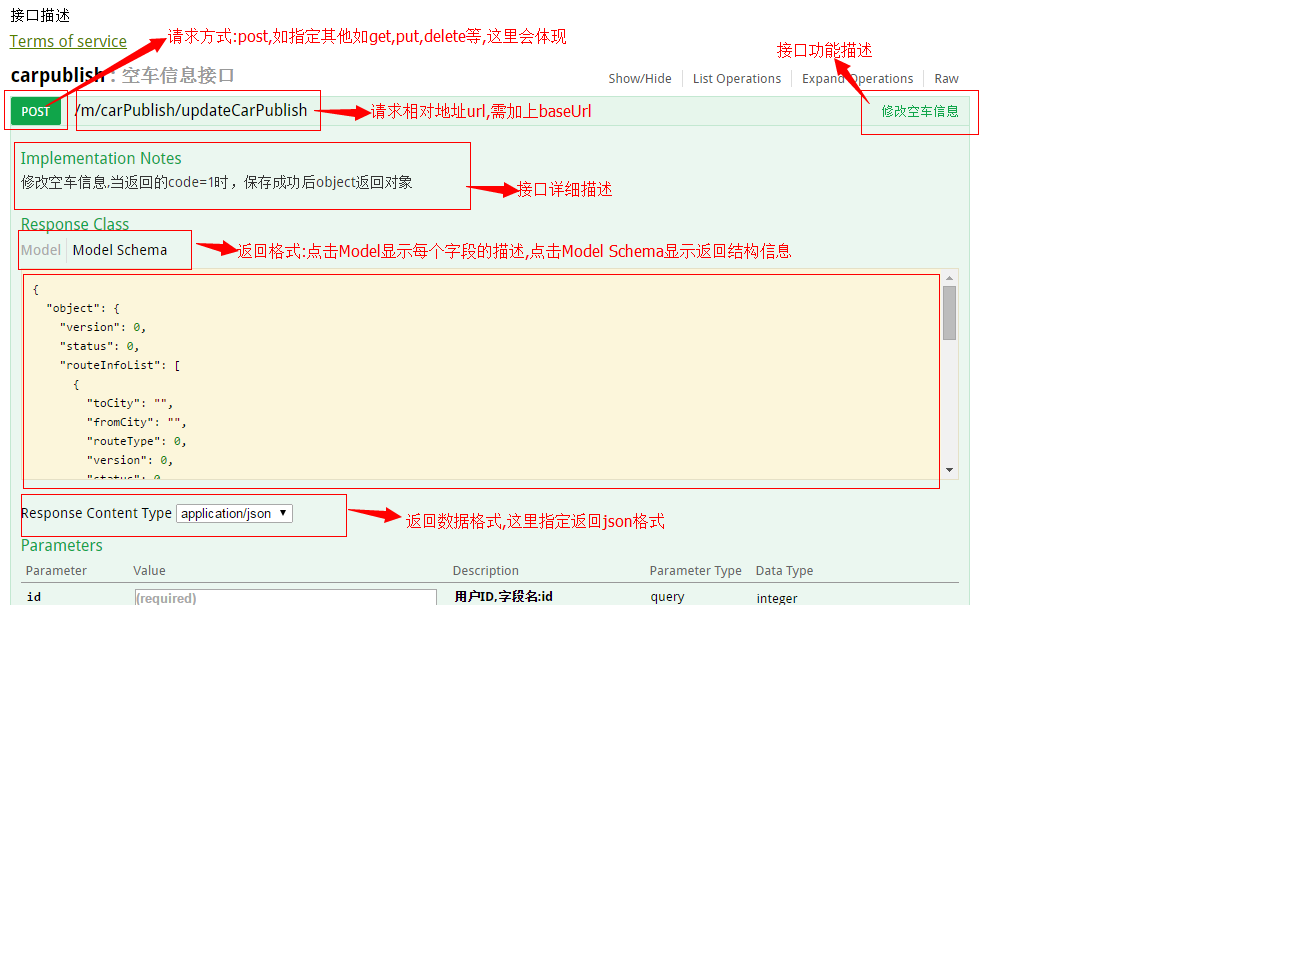 接口描述
Terms of service
请求方式:post,如指定其他如get,put,delete等,这里会体现
接口功能描述
carpublish : 空车信息接口
Show/Hide
List Operations
Expand Operations
Raw
POST
/m/carPublish/updateCarPublish
请求相对地址url,需加上baseUrl
修改空车信息
Implementation Notes
修改空车信息,当返回的code=1时，保存成功后object返回对象
接口详细描述
Response Class
Model
Model Schema
返回格式:点击Model显示每个字段的描述,点击Model Schema显示返回结构信息
{
"object": {
"version": 0,
"status": 0,
"routeInfoList": [
{
"toCity": "",
"fromCity": "",
"routeType": 0,
"version": 0,
"status": 0
Response Content Type application/json
返回数据格式,这里指定返回json格式
Parameters
Parameter Value Description Parameter Type Data Type
id (required) 用户ID,字段名:id query integer